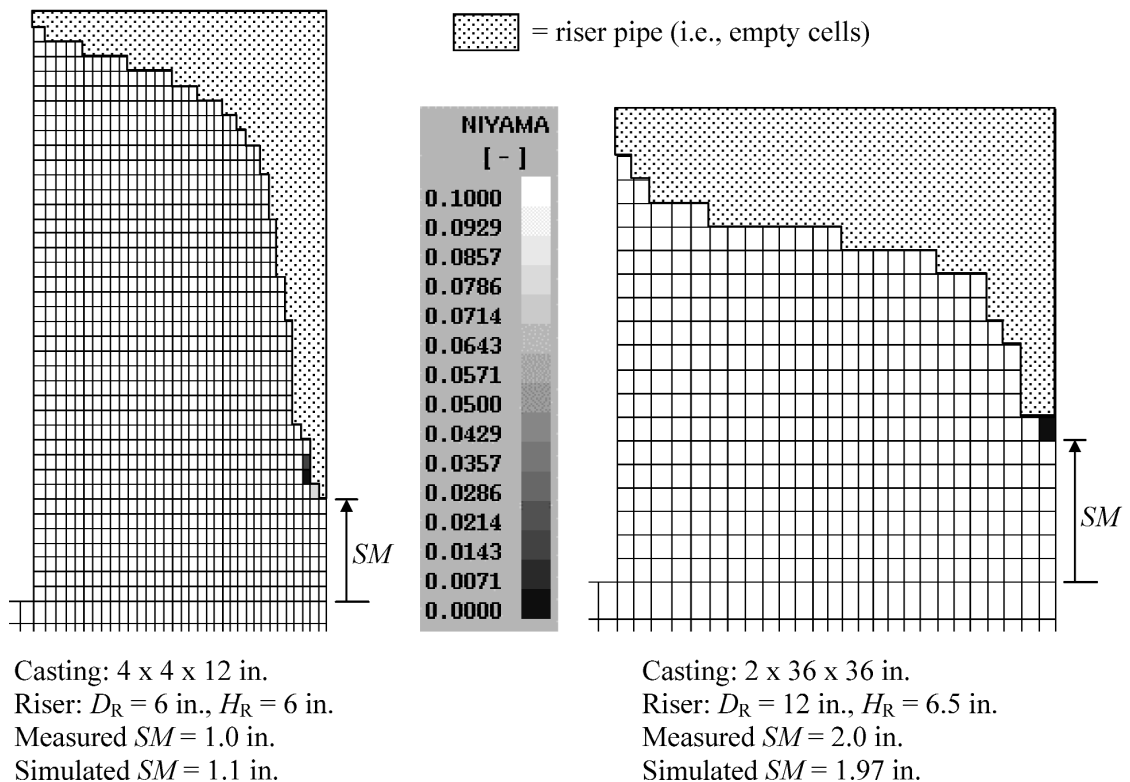 = riser pipe (i.e., empty cells)
NIYAMA
[ - ]
0.1000
0.0929
0.0857
0.0786
0.0714
0.0643
0.0571
0.0500
0.0429
0.0357
0.0286
0.0214
0.0143
0.0071
0.0000
SM
SM
Casting: 4 x 4 x 12 in.
Riser: DR = 6 in., HR = 6 in.
Measured SM = 1.0 in.
Simulated SM = 1.1 in.
Casting: 2 x 36 x 36 in.
Riser: DR = 12 in., HR = 6.5 in.
Measured SM = 2.0 in.
Simulated SM = 1.97 in.